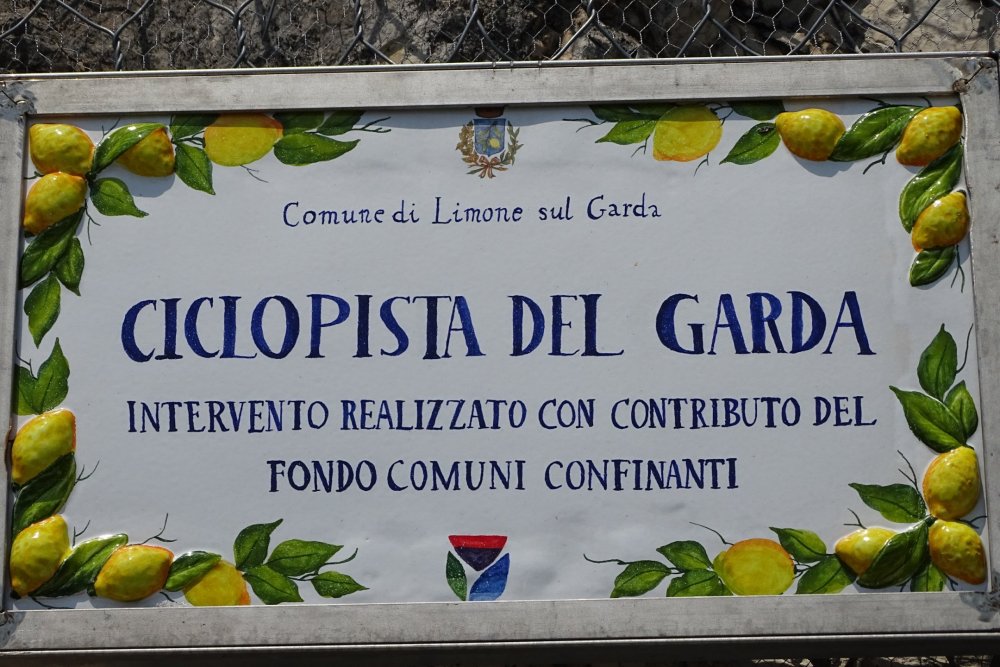 Comune di Limone sul Garda
CICLOPISTA DEL GARDA
INTERVENTO REALIZZATO CON CONTRIBUTO DEL
FONDO COMUNI CONFINANTI